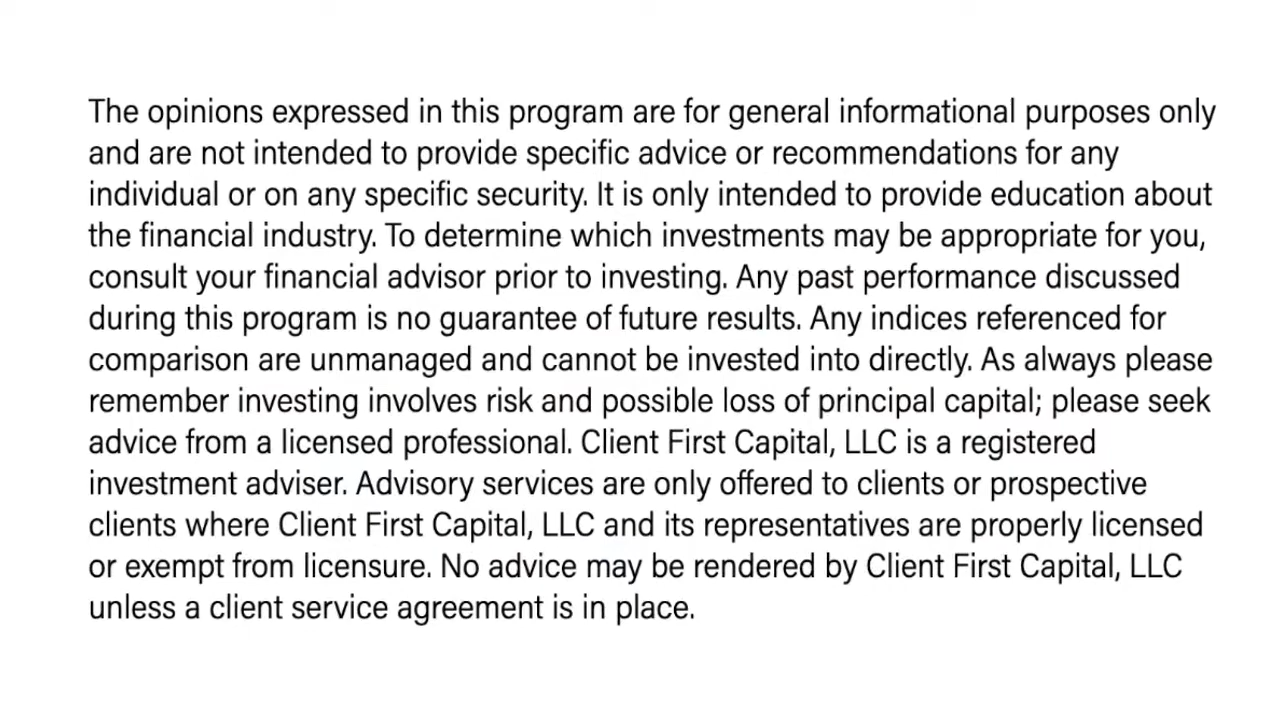 The opinions expressed in this program are for general informational purposes only
and are not intended to provide specific advice or recommendations for any
individual or on any specific security. It is only intended to provide education about
the financial industry. To determine which investments may be appropriate for you,
consult your financial advisor prior to investing. Any past performance discussed
during this program is no guarantee of future results. Any indices referenced for
comparison are unmanaged and cannot be invested into directly. As always please
remember investing involves risk and possible loss of principal capital; please seek
advice from a licensed professional. Client First Capital, LLC is a registered
investment adviser. Advisory services are only offered to clients or prospective
clients where Client First Capital, LLC and its representatives are properly licensed
or exempt from licensure. No advice may be rendered by Client First Capital, LLC
unless a client service agreement is in place.